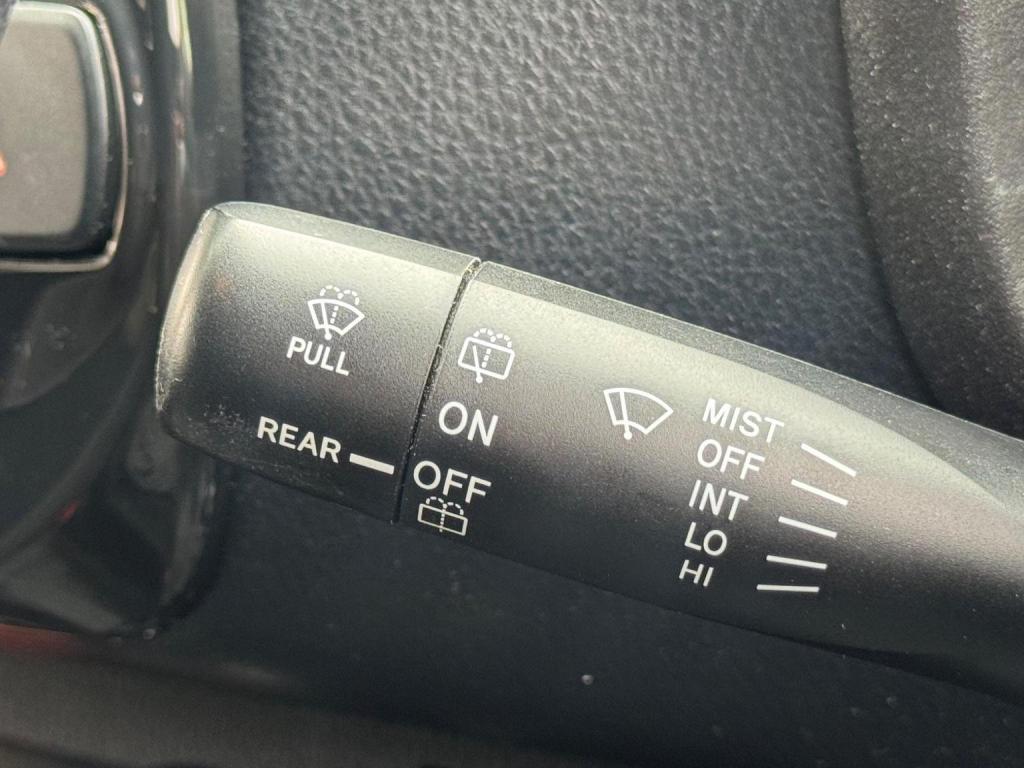 PULL
REAR
ON
OFF
MIST
OFF
INT
LO
HI